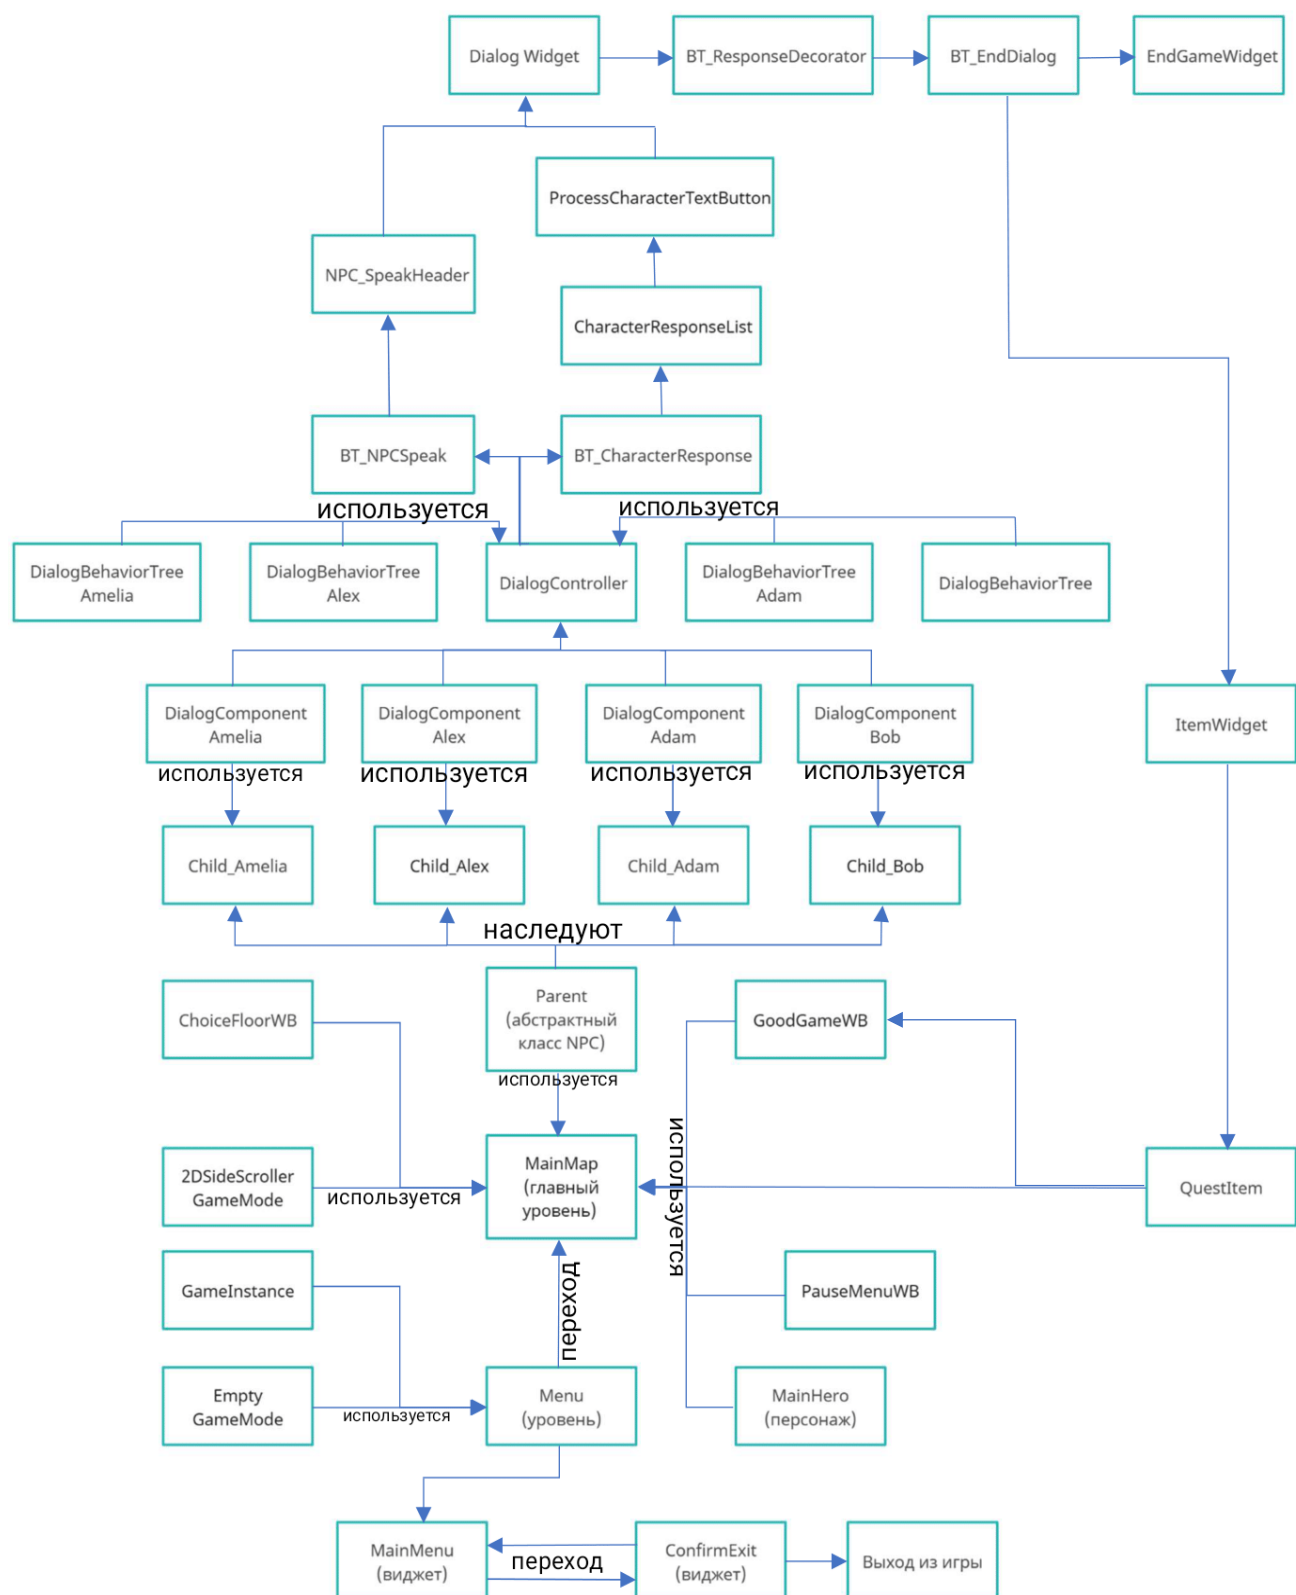 Dialog Widget
BT_ResponseDecorator
BT_EndDialog
EndGameWidget
ProcessCharacterTextButton
NPC_SpeakHeader
CharacterResponseList
BT_NPCSpeak
BT_CharacterResponse
используется
используется
DialogBehaviorTree
Amelia
DialogBehaviorTree
Alex
DialogController
DialogBehaviorTree
Adam
DialogBehaviorTree
DialogComponent
Amelia
DialogComponent
Alex
DialogComponent
Adam
DialogComponent
Bob
ItemWidget
используется
используется
используется
используется
Child_Amelia
Child_Alex
Child_Adam
Child_Bob
наследуют
ChoiceFloorWB
Parent
(абстрактный
класс NPC)
GoodGameWB
используется
используется
2DSideScroller
GameMode
используется
MainMap
(главный
уровень)
QuestItem
GameInstance
переход
PauseMenuWB
Empty
GameMode
используется
Menu
(уровень)
MainHero
(персонаж)
MainMenu
(виджет)
переход
ConfirmExit
(виджет)
Выход из игры